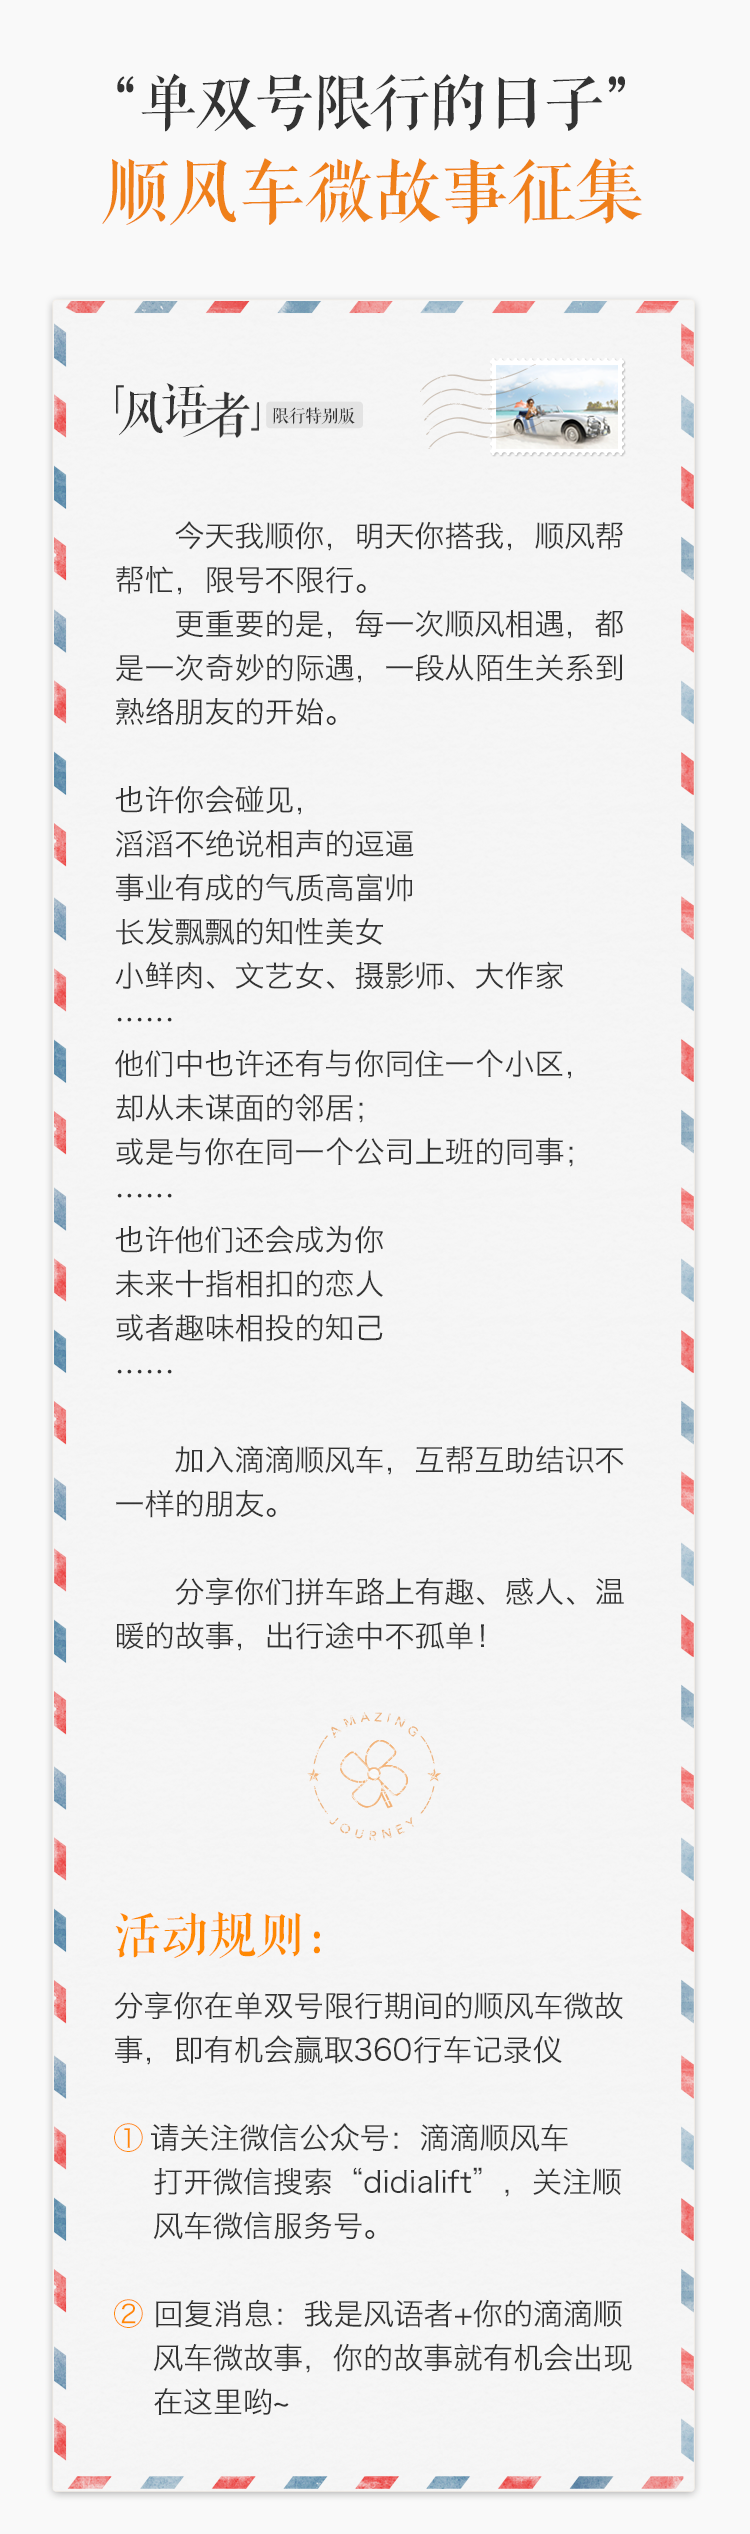 “单双号限行的日子”
顺风车微故事征集
「风语者」限行特别版
今天我顺你，明天你搭我，顺风帮
帮忙，限号不限行。
更重要的是，每一次顺风相遇，都
是一次奇妙的际遇，一段从陌生关系到
熟络朋友的开始。
也许你会碰见，
滔滔不绝说相声的逗逼
事业有成的气质高富帅
长发飘飘的知性美女
小鲜肉、文艺女、摄影师、大作家
……
他们中也许还有与你同住一个小区，
却从未谋面的邻居；
或是与你在同一个公司上班的同事；
……
也许他们还会成为你
未来十指相扣的恋人
或者趣味相投的知己
……
加入滴滴顺风车，互帮互助结识不
一样的朋友。
分享你们拼车路上有趣、感人、温
暖的故事，出行途中不孤单！
AMAZING
JOURNEY
活动规则：
分享你在单双号限行期间的顺风车微故
事，即有机会赢取360行车记录仪
① 请关注微信公众号：滴滴顺风车
打开微信搜索“didialift”，关注顺
风车微信服务号。
② 回复消息：我是风语者+你的滴滴顺
风车微故事，你的故事就有机会出现
在这里哟~